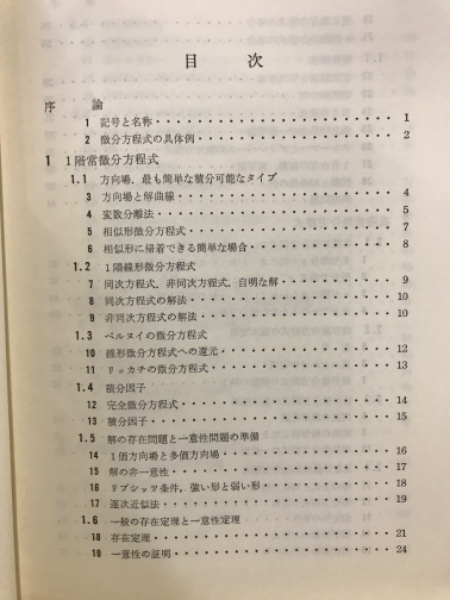 目 次
序 論
1 記号と名称・・・・・・・・・・・・・・・・・・・・ 1
2 微分方程式の具体例・・・・・・・・・・・・・・・・ 2
1 1階常微分方程式
1.1 方向場．最も簡単な積分可能なタイプ
3 方向場と解曲線・・・・・・・・・・・・・・・・・・ 4
4 変数分離法・・・・・・・・・・・・・・・・・・・・ 5
5 相似形微分方程式・・・・・・・・・・・・・・・・・ 7
6 相似形に帰着できる簡単な場合・・・・・・・・・・・ 8
1.2 1階線形微分方程式
7 同次方程式，非同次方程式．自明な解・・・・・・・・ 9
8 同次方程式の解法・・・・・・・・・・・・・・・・・ 10
9 非同次方程式の解法・・・・・・・・・・・・・・・・ 10
1.3 ベルヌイの微分方程式
10 線形微分方程式への還元・・・・・・・・・・・・・・ 12
11 リッカチの微分方程式・・・・・・・・・・・・・・・ 13
1.4 積分因子
12 完全微分方程式・・・・・・・・・・・・・・・・・・ 14
13 積分因子・・・・・・・・・・・・・・・・・・・・・ 15
1.5 解の存在問題と一意性問題の準備
14 1価方向場と多価方向場・・・・・・・・・・・・・・ 16
15 解の非一意性・・・・・・・・・・・・・・・・・・・ 17
16 リプシッツ条件，強い形と弱い形・・・・・・・・・・ 18
17 逐次近似法・・・・・・・・・・・・・・・・・・・・ 19
1.6 一般の存在定理と一意性定理
18 存在定理・・・・・・・・・・・・・・・・・・・・・ 21
19 一意性の証明・・・・・・・・・・・・・・・・・・・ 24